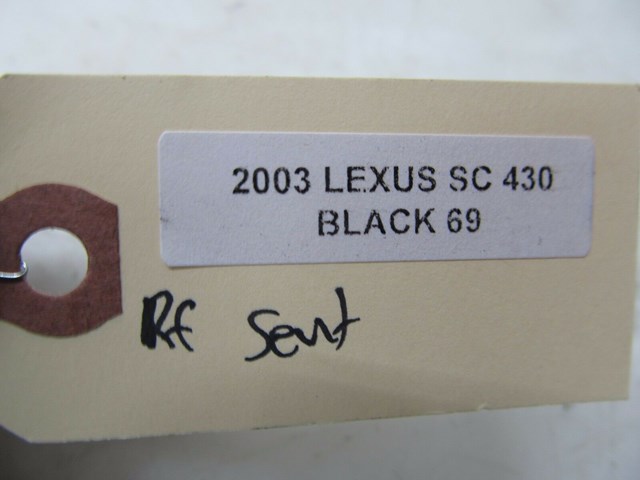 2003 LEXUS SC 430
BLACK 69
RF Seat